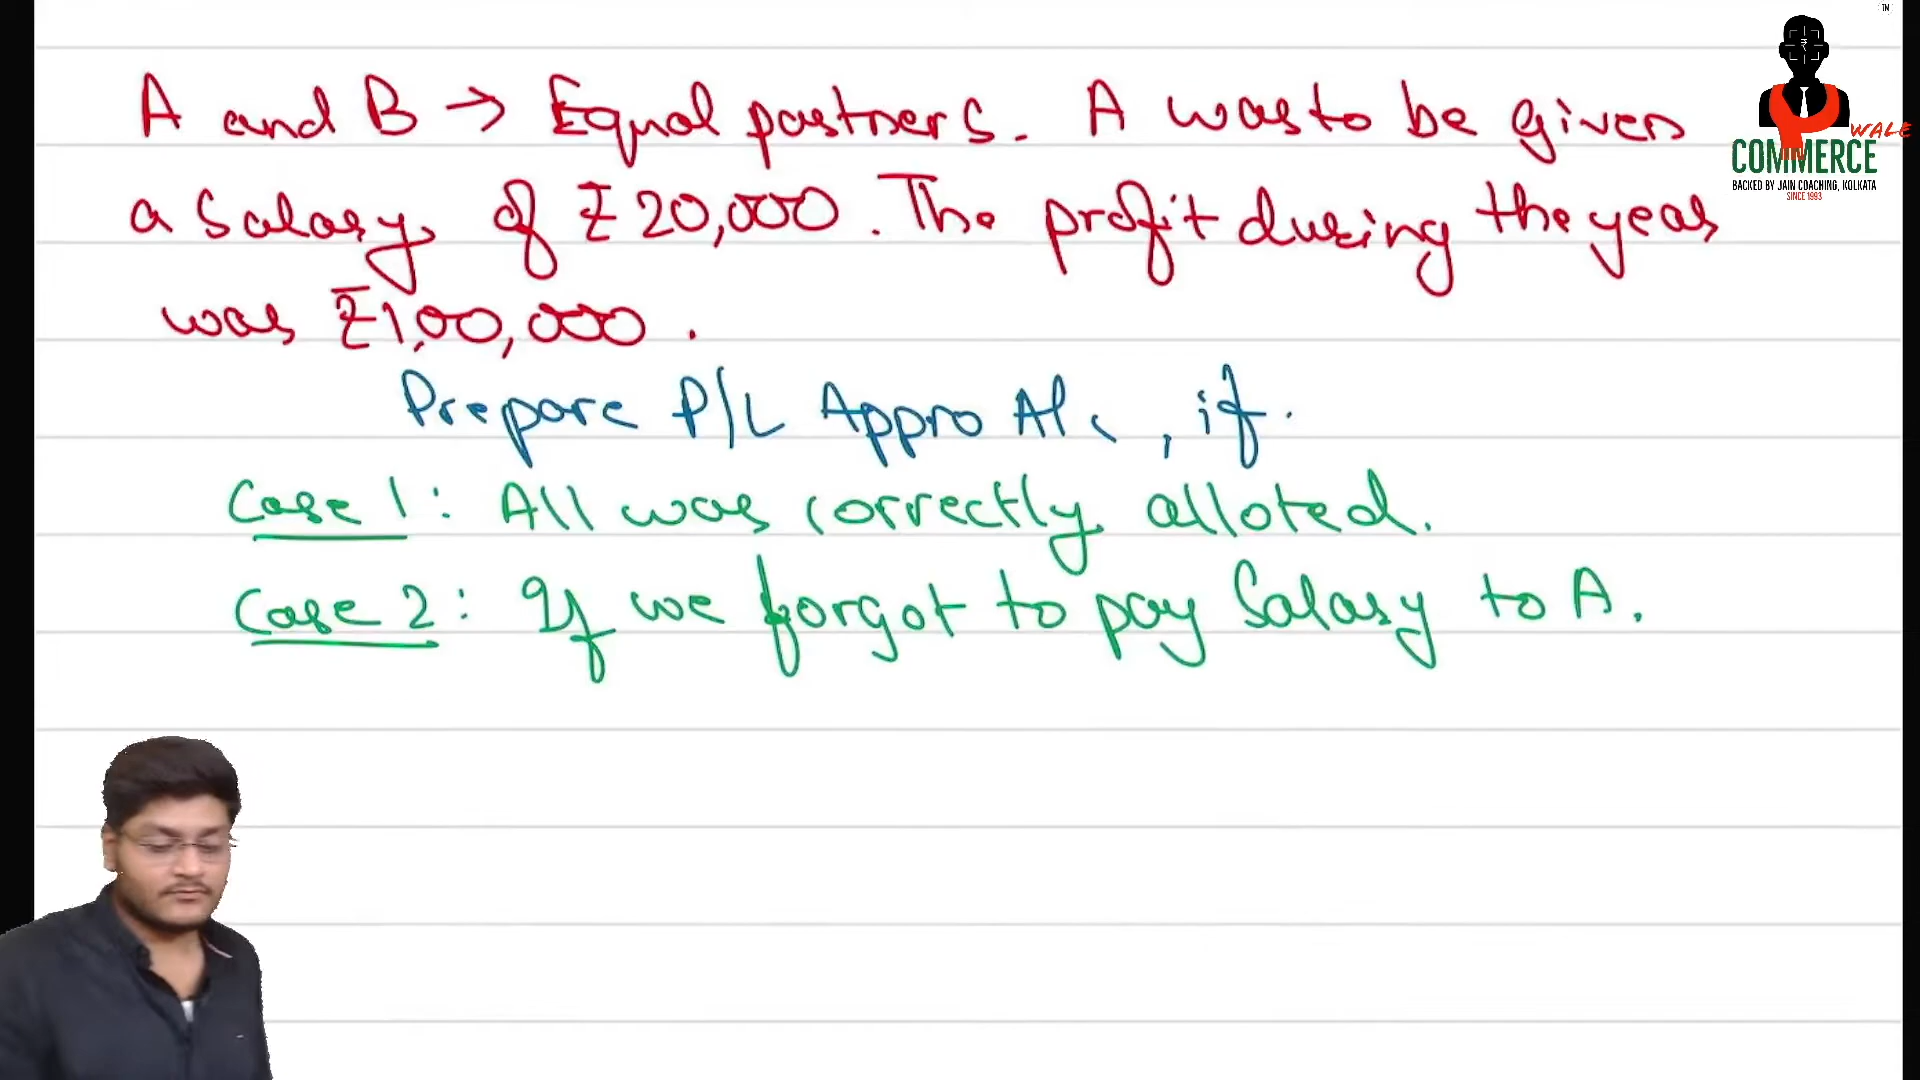 A and B → Equal partners. A was to be given
a Salary of ₹20,000. The profit during the year
was ₹1,00,000.
Prepare P/L Appro A/c, if.
Case 1: All was correctly alloted.
Case 2: If we forgot to pay Salary to A.
TM
WALE
COMMERCE
BACKED BY JAIN COACHING, KOLKATA
SINCE 1993